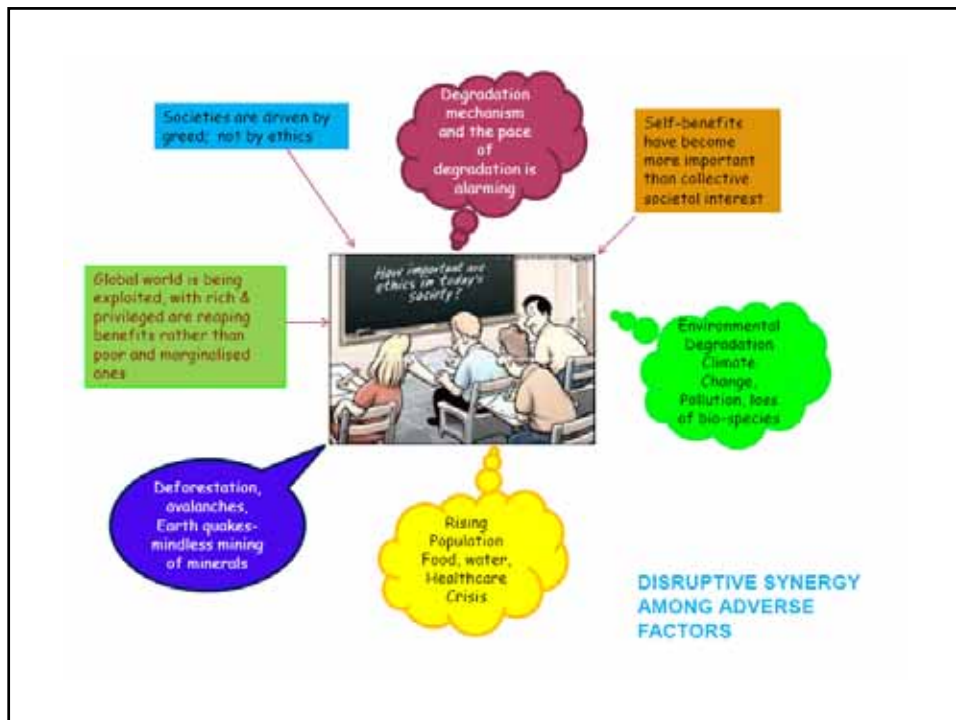 Societies are driven by
greed; not by ethics
Degradation
mechanism
and the pace
of
degradation is
alarming
Self-benefits
have become
more important
than collective
societal interest
Global world is being
exploited, with rich &
privileged are reaping
benefits rather than
poor and marginalised
ones
How important are
ethics in today's
society?
Environmental
Degradation
Climate
Change,
Pollution, loss
of bio-species
Deforestation,
avalanches,
Earth quakes-
mindless mining
of minerals
Rising
Population
Food, water,
Healthcare
Crisis
DISRUPTIVE SYNERGY
AMONG ADVERSE
FACTORS